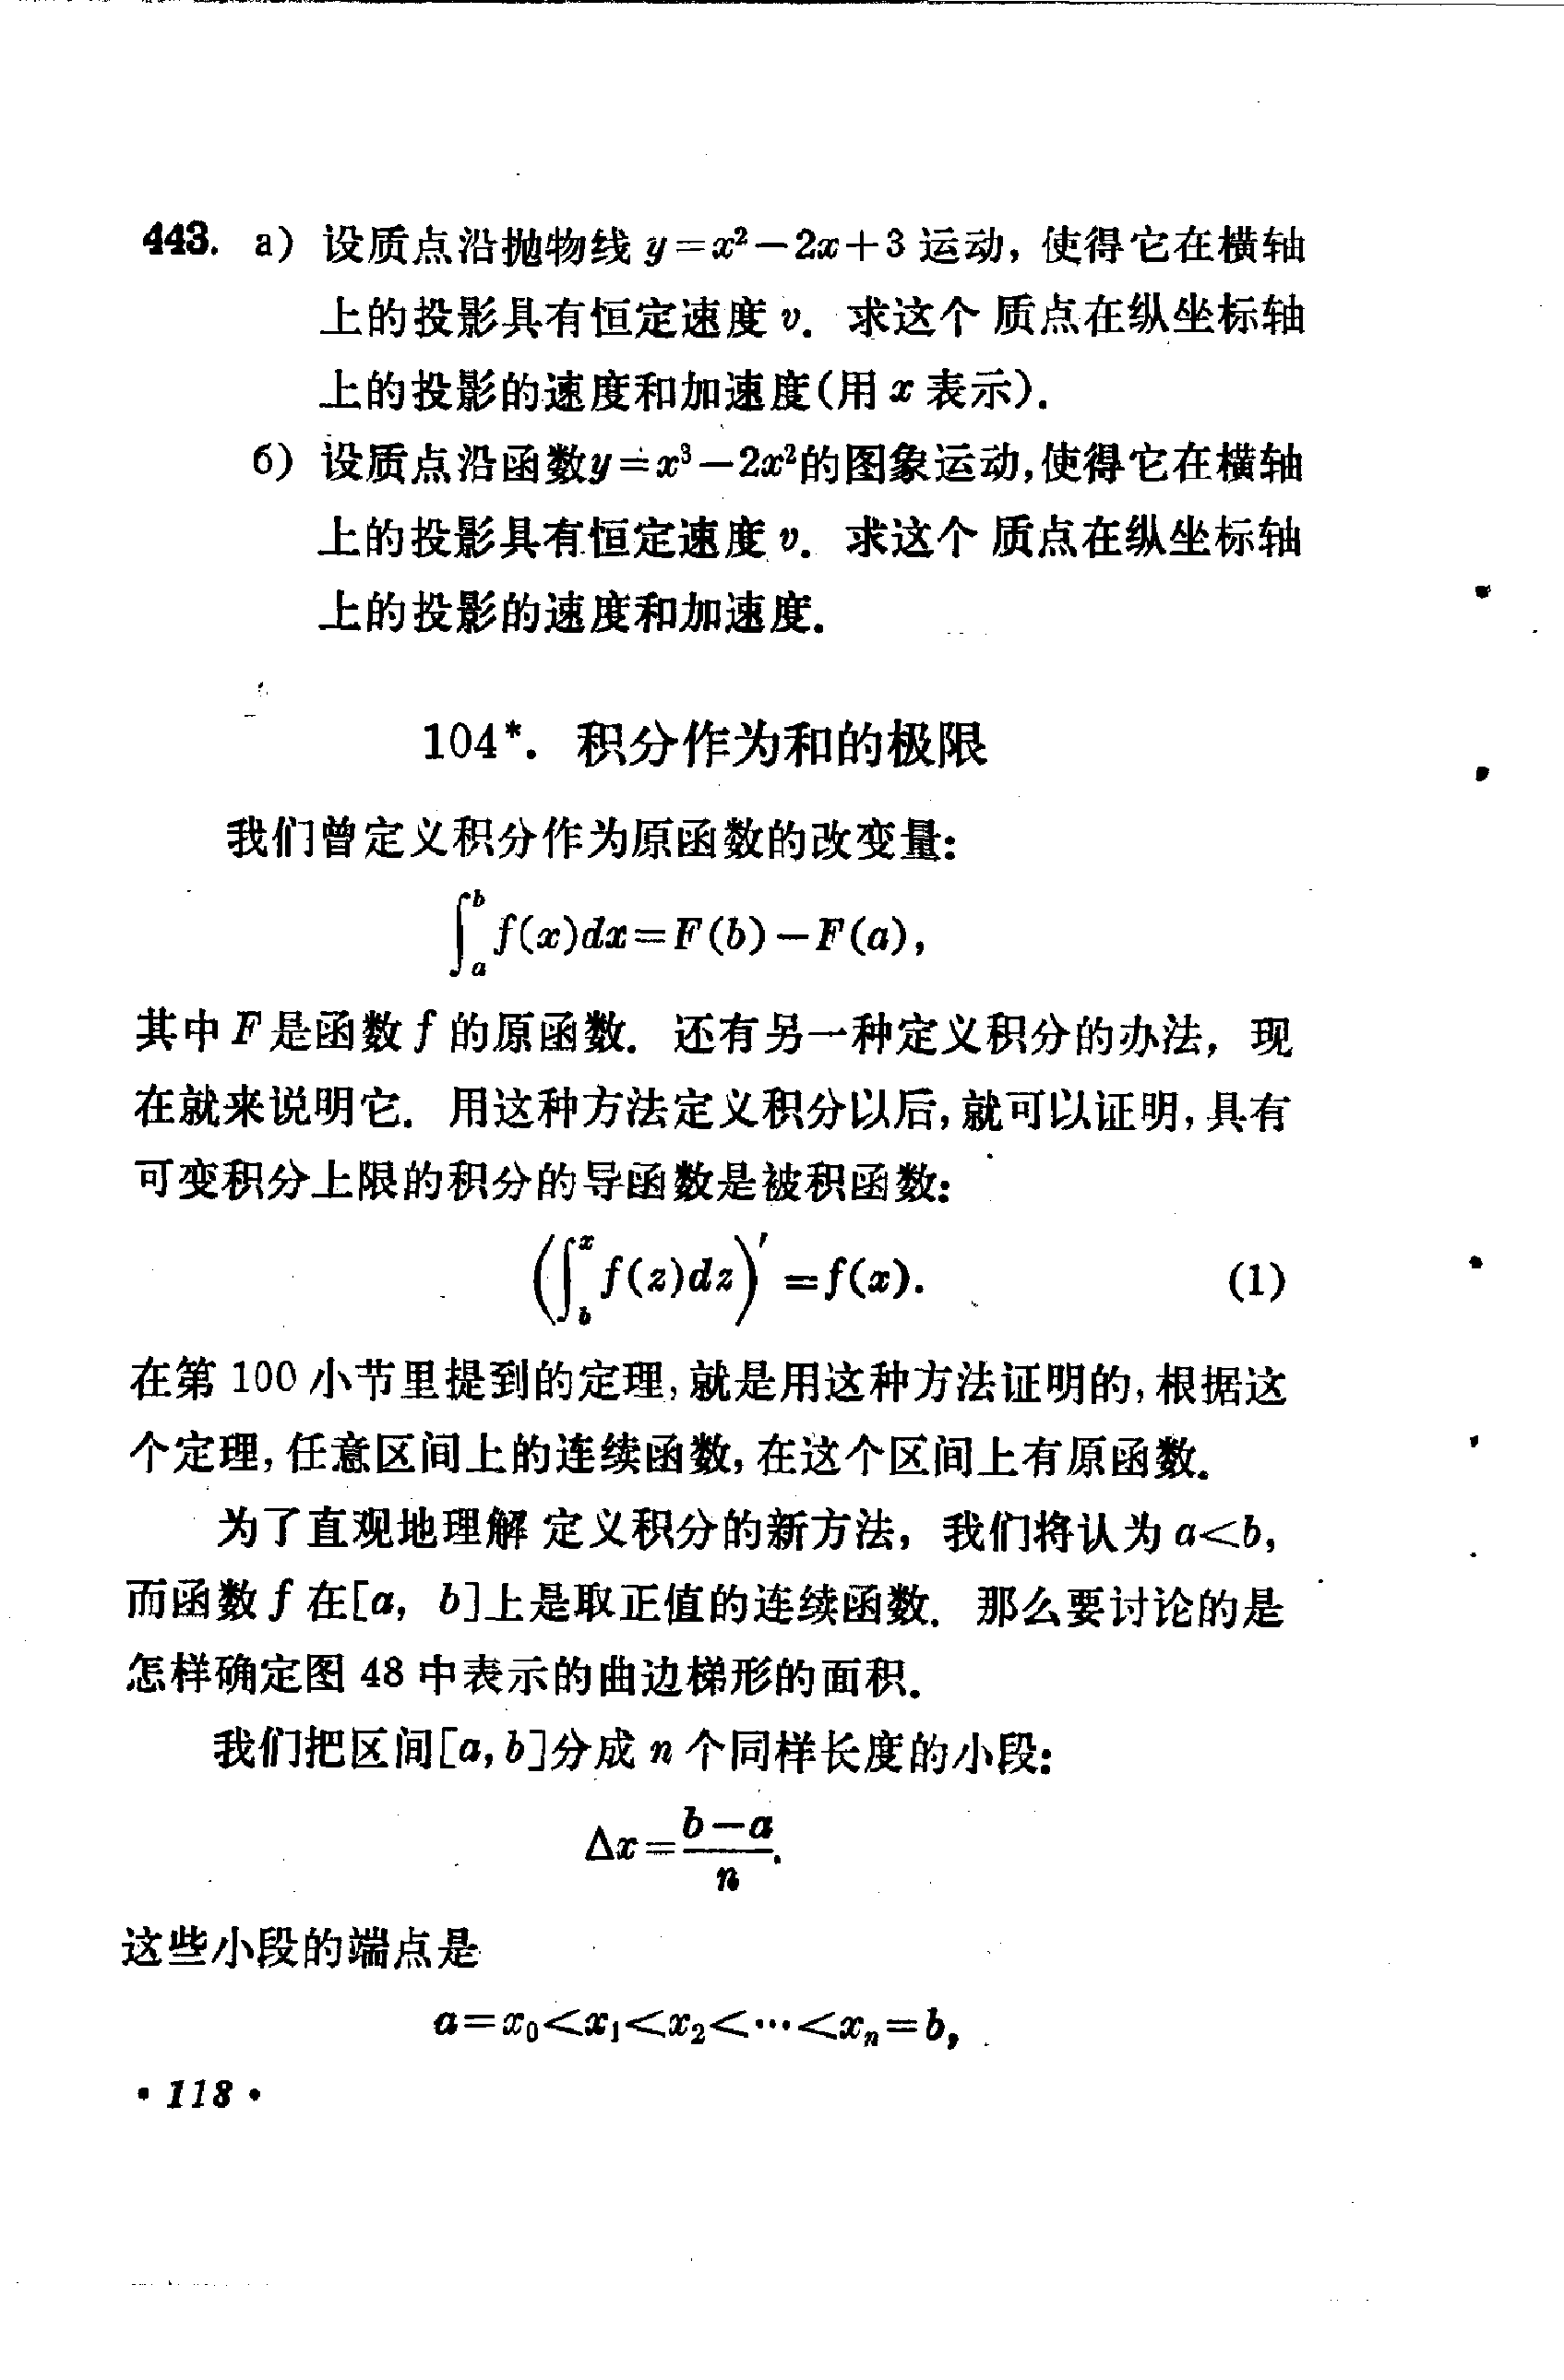 443. a) 设质点沿抛物线 y=x²-2x+3 运动, 使得它在横轴
上的投影具有恒定速度 v. 求这个质点在纵坐标轴
上的投影的速度和加速度(用 x 表示).
б) 设质点沿函数y=x³-2x²的图象运动,使得它在横轴
上的投影具有恒定速度 v. 求这个质点在纵坐标轴
上的投影的速度和加速度.
104*. 积分作为和的极限
我们曾定义积分作为原函数的改变量:
∫ₐᵇ f(x)dx=F(b)-F(a),
其中 F 是函数 f 的原函数. 还有另一种定义积分的办法, 现
在就来说明它. 用这种方法定义积分以后, 就可以证明, 具有
可变积分上限的积分的导函数是被积函数:
(∫_b^x f(z)dz)′=f(x). (1)
在第 100 小节里提到的定理, 就是用这种方法证明的, 根据这
个定理, 任意区间上的连续函数, 在这个区间上有原函数.
为了直观地理解定义积分的新方法, 我们将认为 a<b,
而函数 f 在[a, b]上是取正值的连续函数. 那么要讨论的是
怎样确定图 48 中表示的曲边梯形的面积.
我们把区间[a, b]分成 n 个同样长度的小段:
Δx=(b-a)/n.
这些小段的端点是
a=x₀<x₁<x₂<⋯<xₙ=b,
·118·